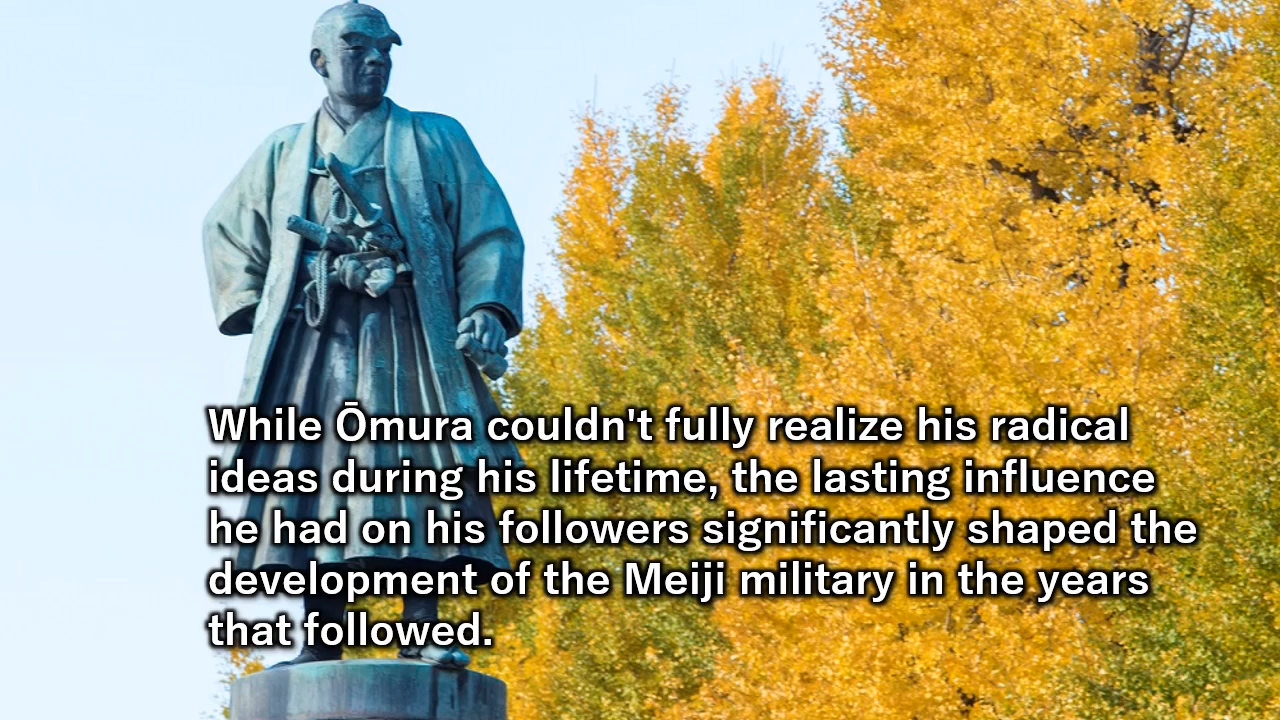 While Ōmura couldn't fully realize his radical
ideas during his lifetime, the lasting influence
he had on his followers significantly shaped the
development of the Meiji military in the years
that followed.